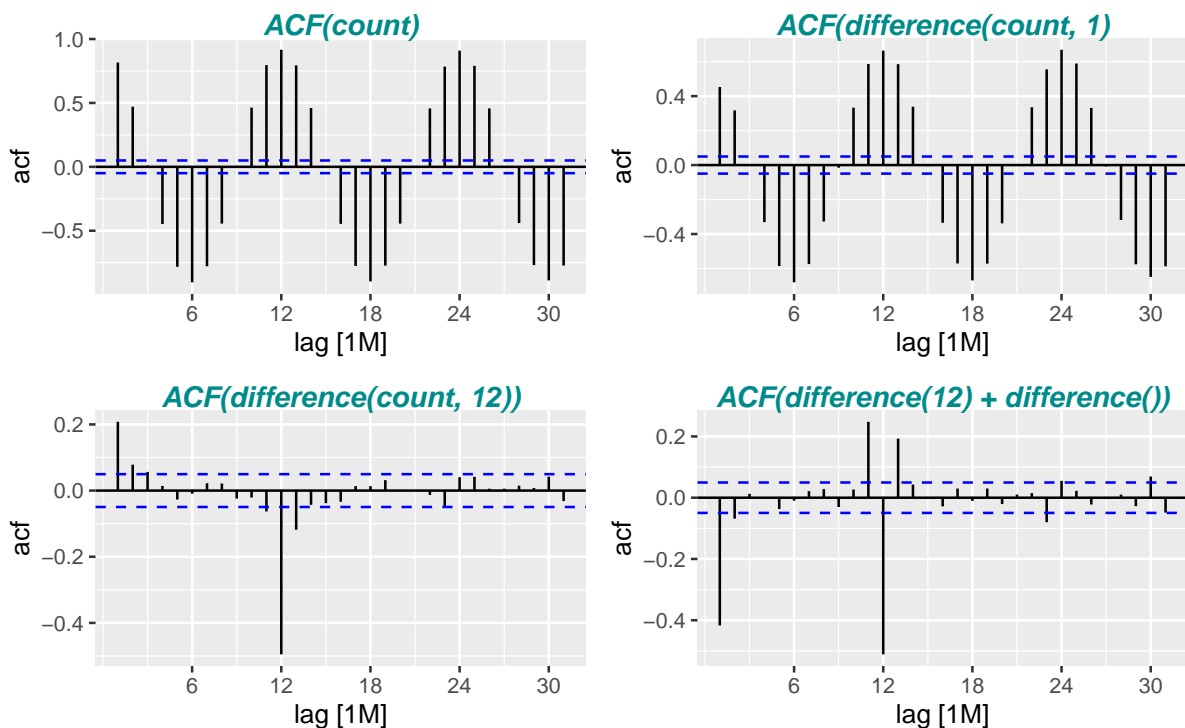 ACF(count)
1.0
0.5
0.0
−0.5
acf
6 12 18 24 30
lag [1M]
ACF(difference(count, 1)
0.4
0.0
−0.4
acf
6 12 18 24 30
lag [1M]
ACF(difference(count, 12))
0.2
0.0
−0.2
−0.4
acf
6 12 18 24 30
lag [1M]
ACF(difference(12) + difference())
0.2
0.0
−0.2
−0.4
acf
6 12 18 24 30
lag [1M]